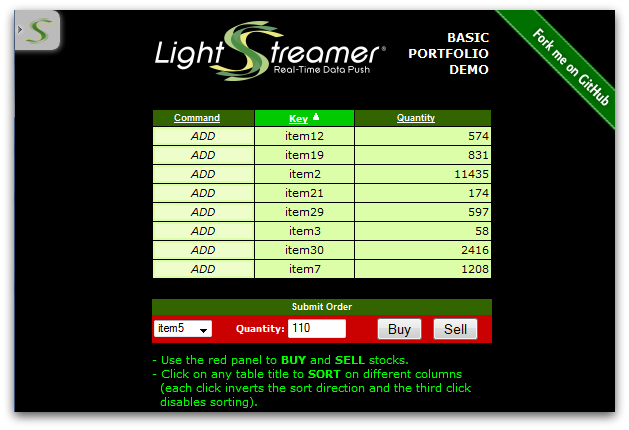 LightStreamer®
Real-Time Data Push
BASIC
PORTFOLIO
DEMO
Fork me on GitHub
Command Key Quantity
ADD item12 574
ADD item19 831
ADD item2 11435
ADD item21 174
ADD item29 597
ADD item3 58
ADD item30 2416
ADD item7 1208
Submit Order
item5 Quantity: 110 Buy Sell
- Use the red panel to BUY and SELL stocks.
- Click on any table title to SORT on different columns
(each click inverts the sort direction and the third click
disables sorting).